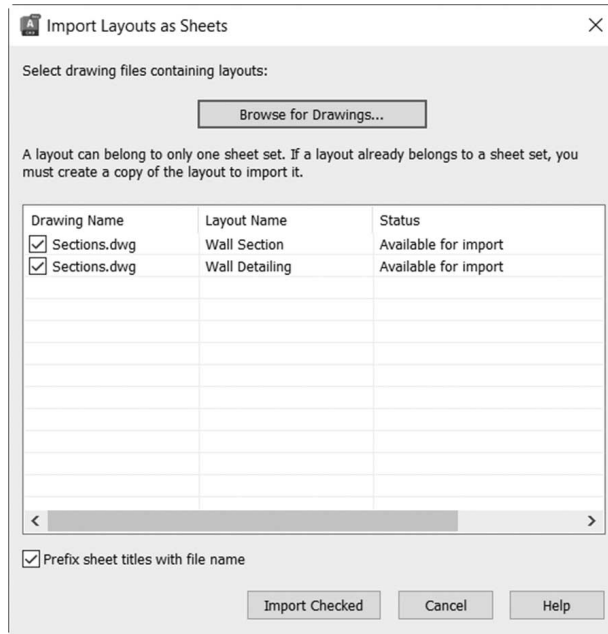 Import Layouts as Sheets
Select drawing files containing layouts:
Browse for Drawings...
A layout can belong to only one sheet set. If a layout already belongs to a sheet set, you
must create a copy of the layout to import it.
Drawing Name Layout Name Status
Sections.dwg Wall Section Available for import
Sections.dwg Wall Detailing Available for import
Prefix sheet titles with file name
Import Checked Cancel Help